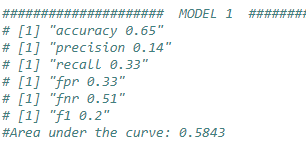 ##################### MODEL 1 ########
# [1] "accuracy 0.65"
# [1] "precision 0.14"
# [1] "recall 0.33"
# [1] "fpr 0.33"
# [1] "fnr 0.51"
# [1] "f1 0.2"
#Area under the curve: 0.5843